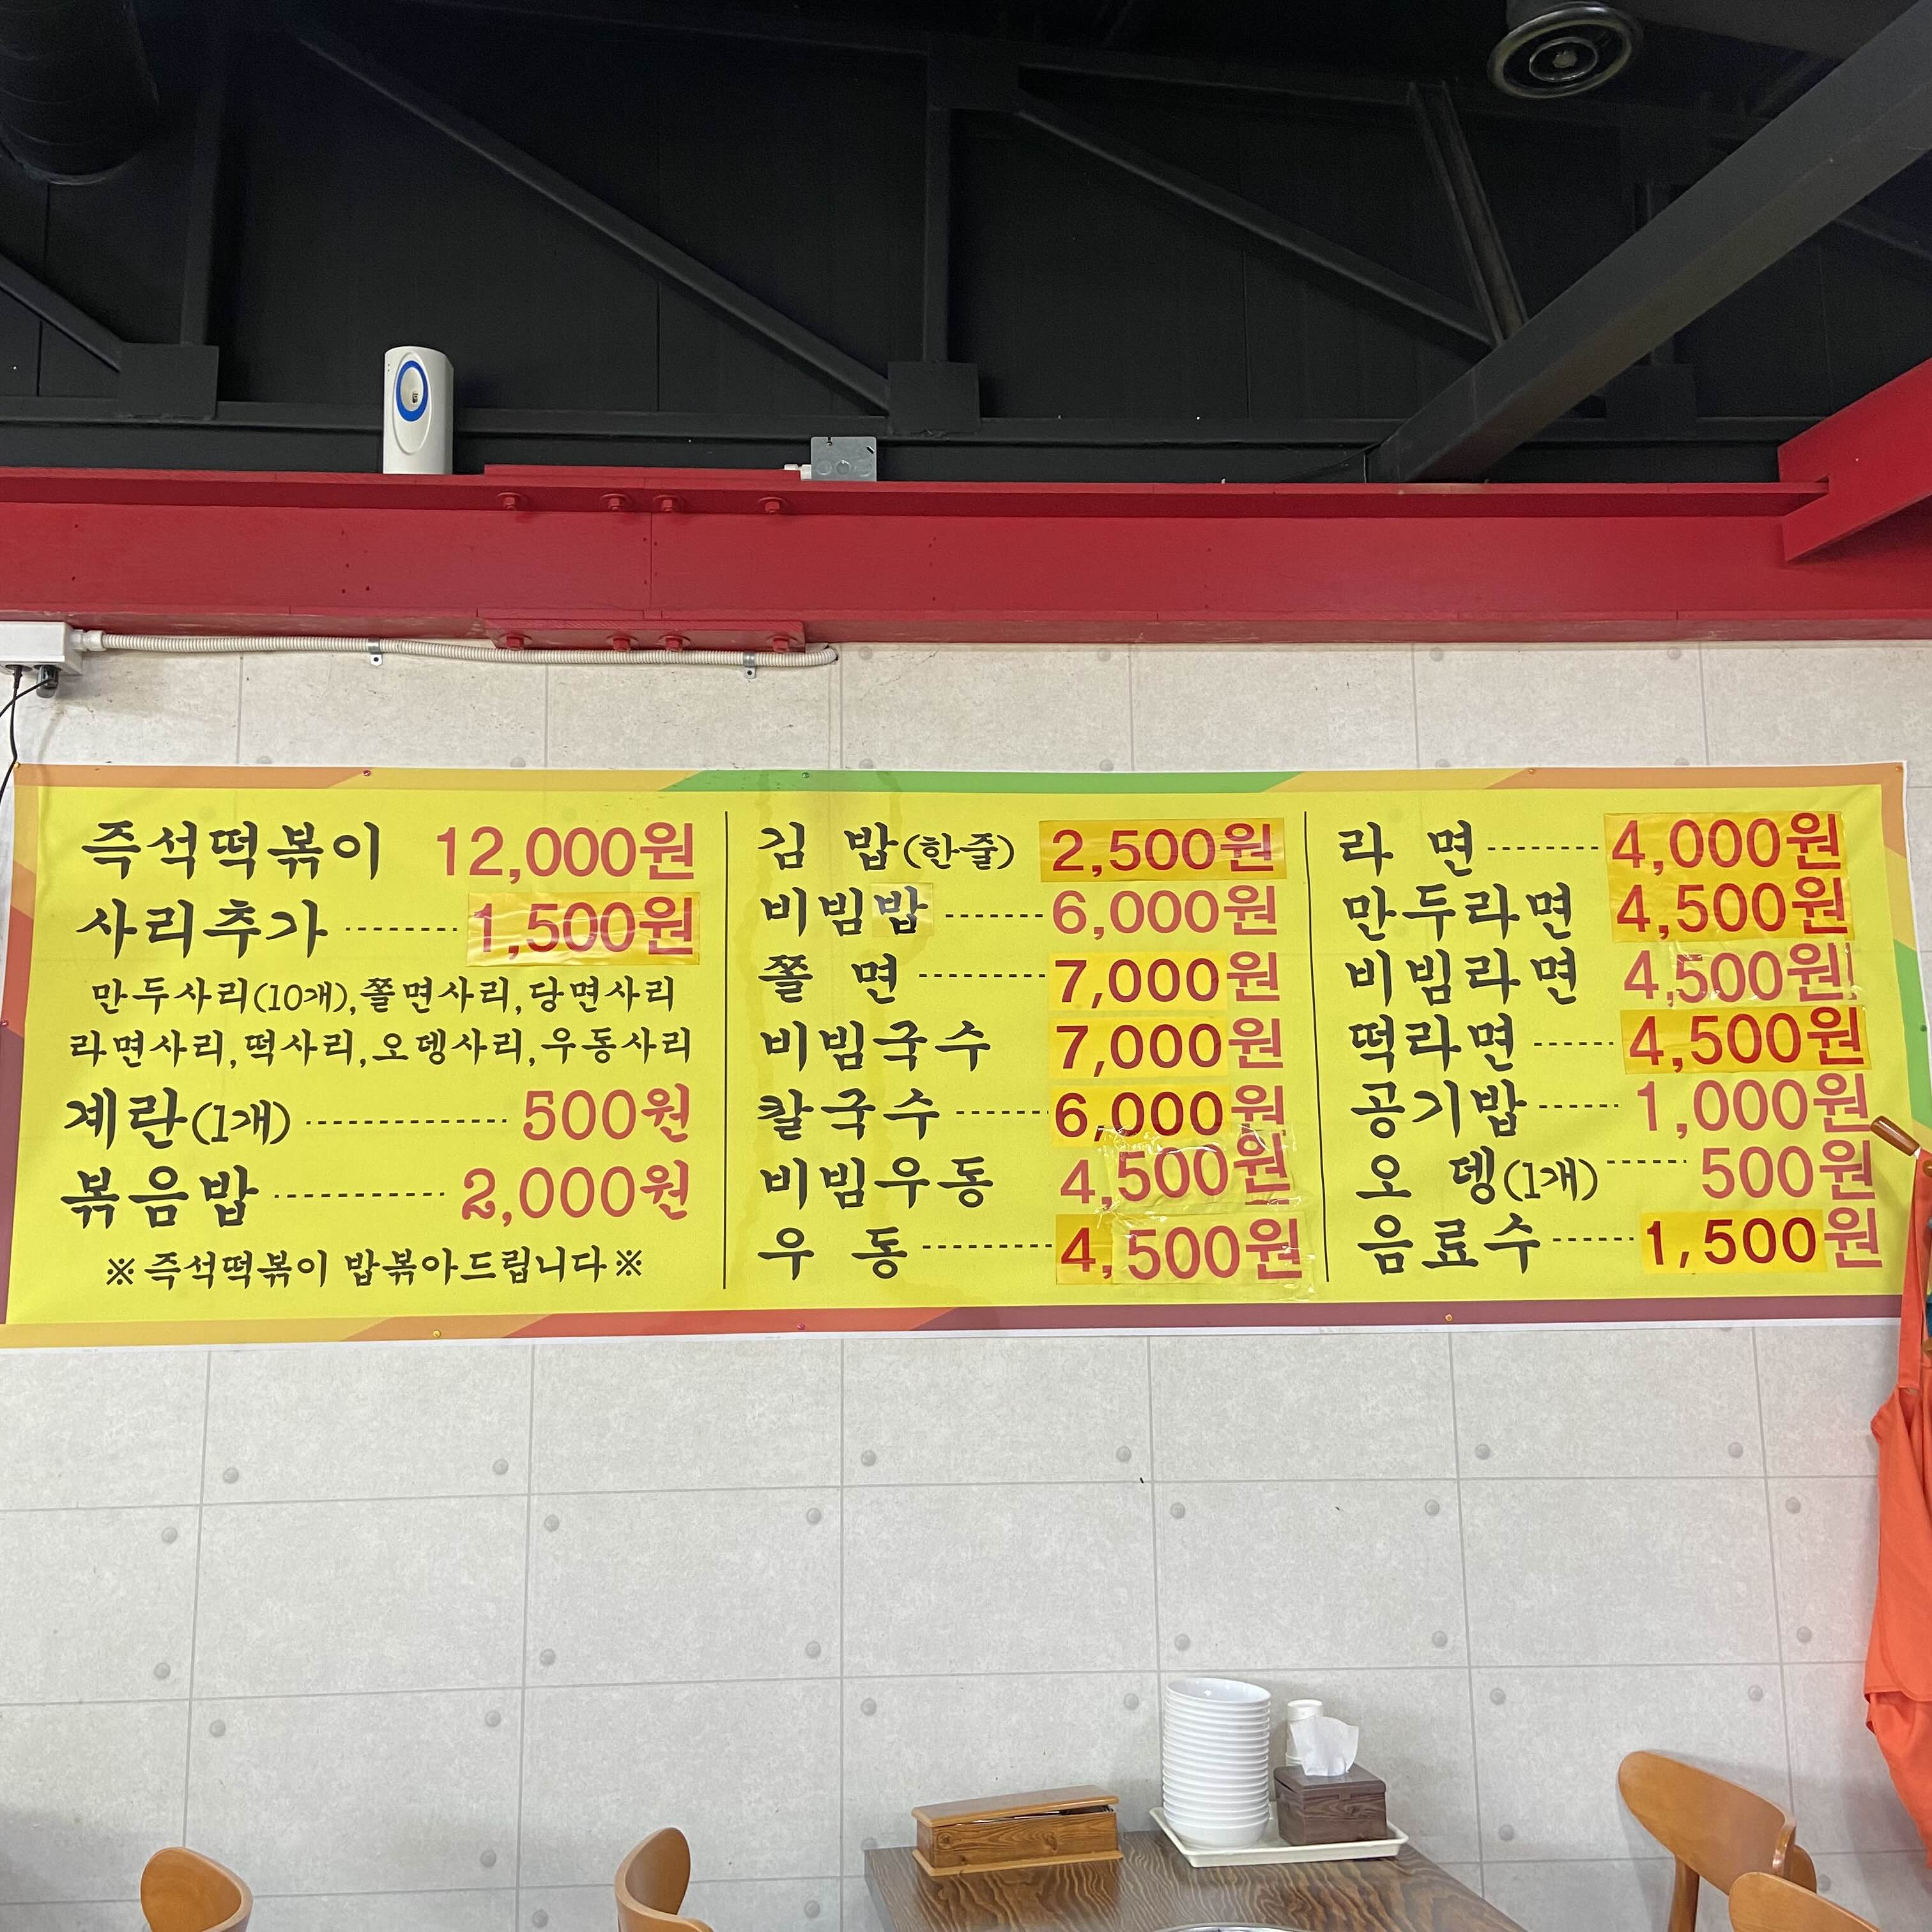 즉석떡볶이 12,000원
사리추가 1,500원
만두사리(10개),쫄면사리,당면사리
라면사리,떡사리,오뎅사리,우동사리
계란(1개) 500원
볶음밥 2,000원
※즉석떡볶이 밥볶아드립니다※
김 밥(한줄) 2,500원
비빔밥 6,000원
쫄 면 7,000원
비빔국수 7,000원
칼국수 6,000원
비빔우동 4,500원
우 동 4,500원
라 면 4,000원
만두라면 4,500원
비빔라면 4,500원
떡라면 4,500원
공기밥 1,000원
오 뎅(1개) 500원
음료수 1,500원